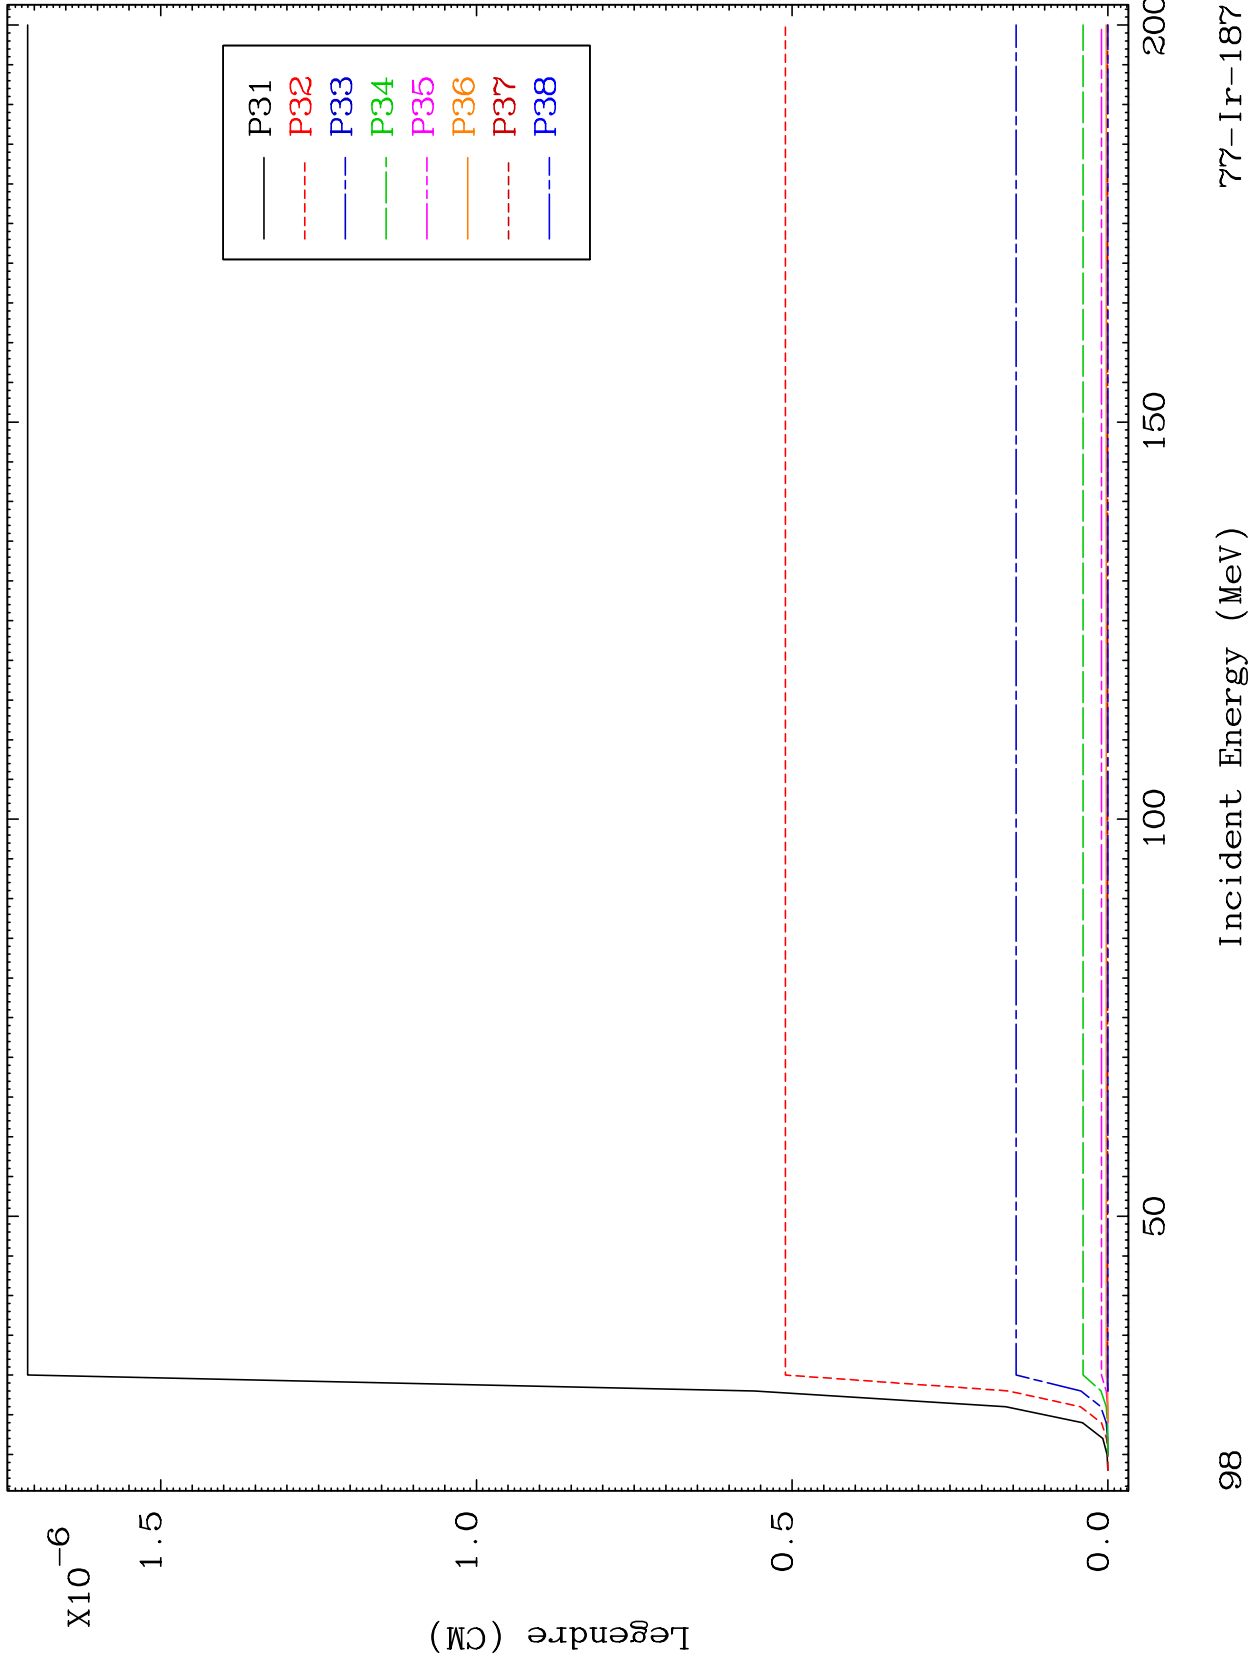 X10-6
1.5
1.0
0.5
0.0
Legendre (CM)
P31
P32
P33
P34
P35
P36
P37
P38
50
100
150
200
Incident Energy (MeV)
98
77-Ir-187